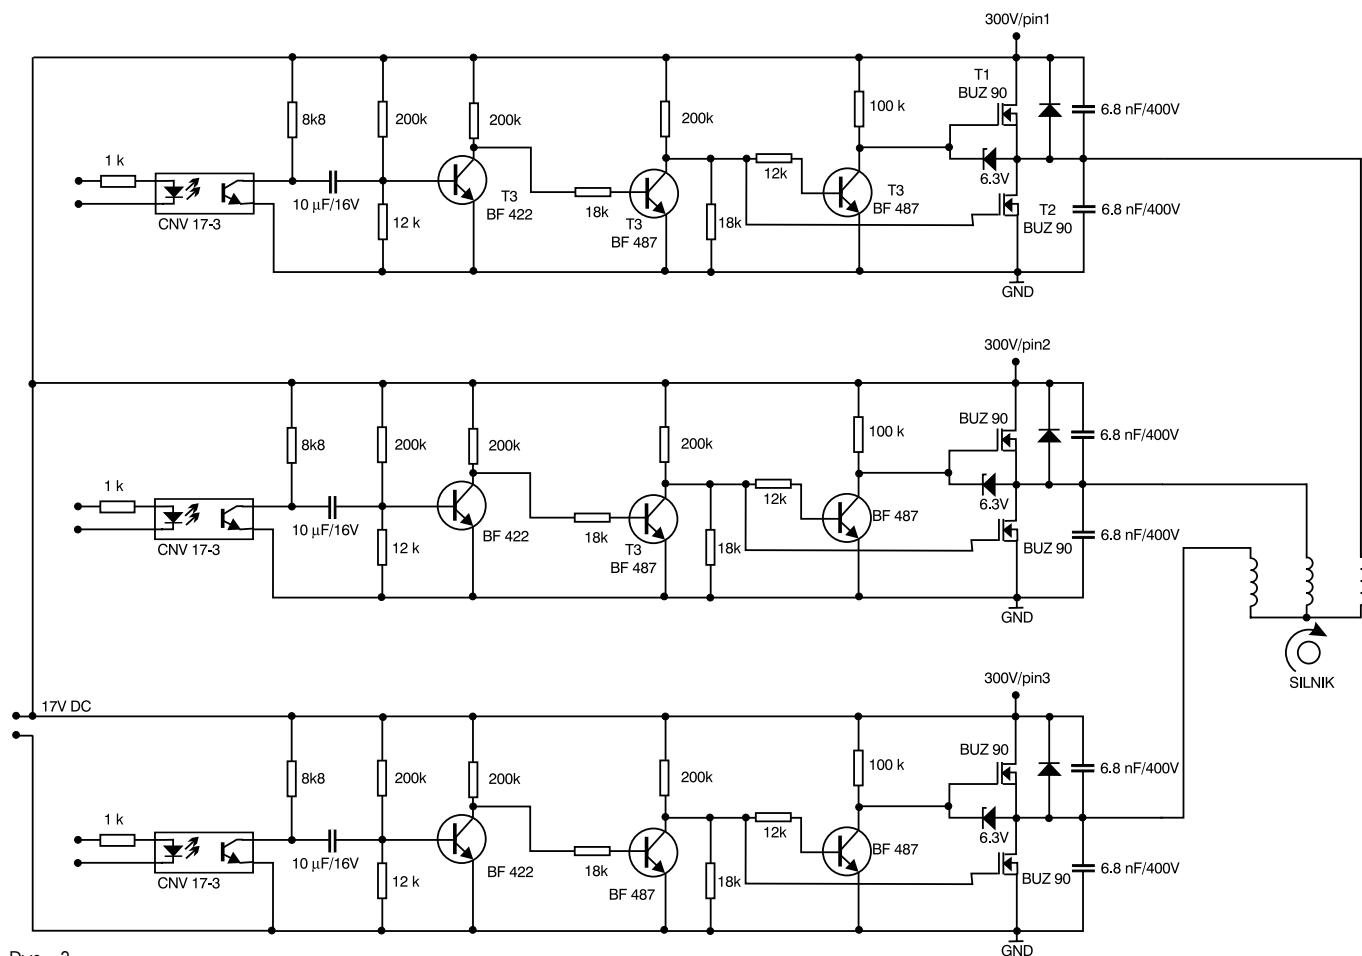 300V/pin1
T1
BUZ 90
8k8
200k
200k
200k
100 k
6.8 nF/400V
1 k
12k
6.3V
CNV 17-3
10 µF/16V
12 k
T3
BF 422
18k
T3
BF 487
18k
T3
BF 487
T2
BUZ 90
6.8 nF/400V
GND
300V/pin2
BUZ 90
8k8
200k
200k
200k
100 k
6.8 nF/400V
1 k
12k
6.3V
CNV 17-3
10 µF/16V
12 k
BF 422
18k
T3
BF 487
18k
BF 487
BUZ 90
6.8 nF/400V
GND
SILNIK
300V/pin3
17V DC
BUZ 90
8k8
200k
200k
200k
100 k
6.8 nF/400V
1 k
12k
6.3V
CNV 17-3
10 µF/16V
12 k
BF 422
18k
BF 487
18k
BF 487
BUZ 90
6.8 nF/400V
GND